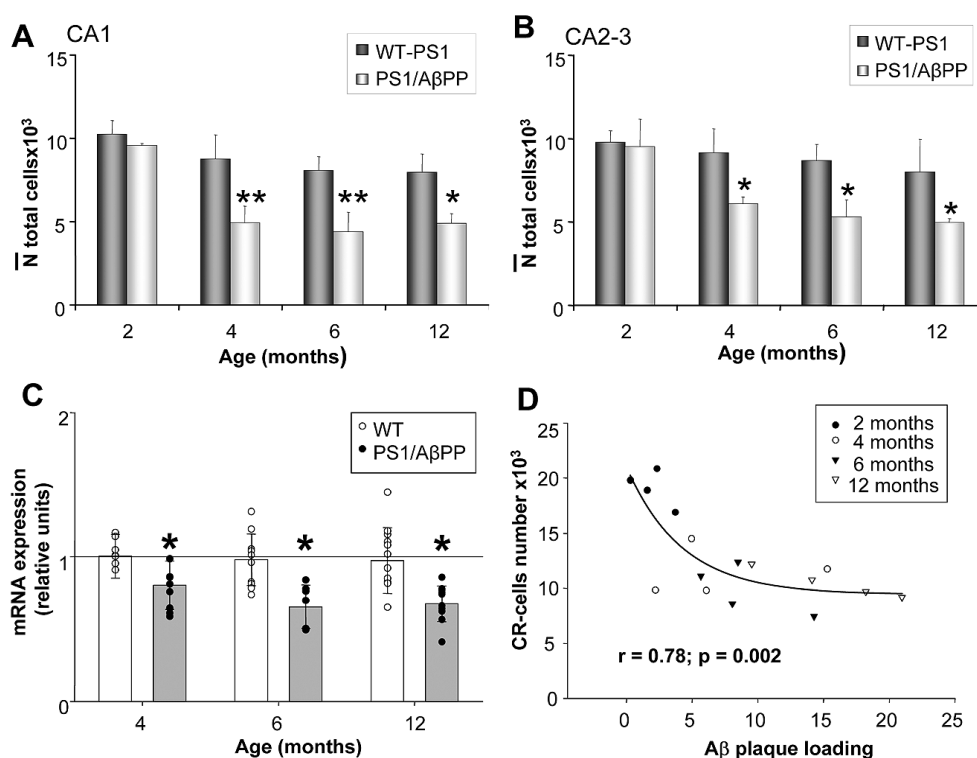 A CA1
15
10
5
0
N total cellsx10³
WT-PS1
PS1/AβPP
** ** *
2 4 6 12
Age (months)
B CA2-3
15
10
5
0
N total cellsx10³
WT-PS1
PS1/AβPP
* * *
2 4 6 12
Age (months)
C
2
1
0
mRNA expression
(relative units)
WT
PS1/AβPP
* * *
4 6 12
Age (months)
D
25
20
15
10
5
0
CR-cells number x10³
2 months
4 months
6 months
12 months
r = 0.78; p = 0.002
0 5 10 15 20 25
Aβ plaque loading